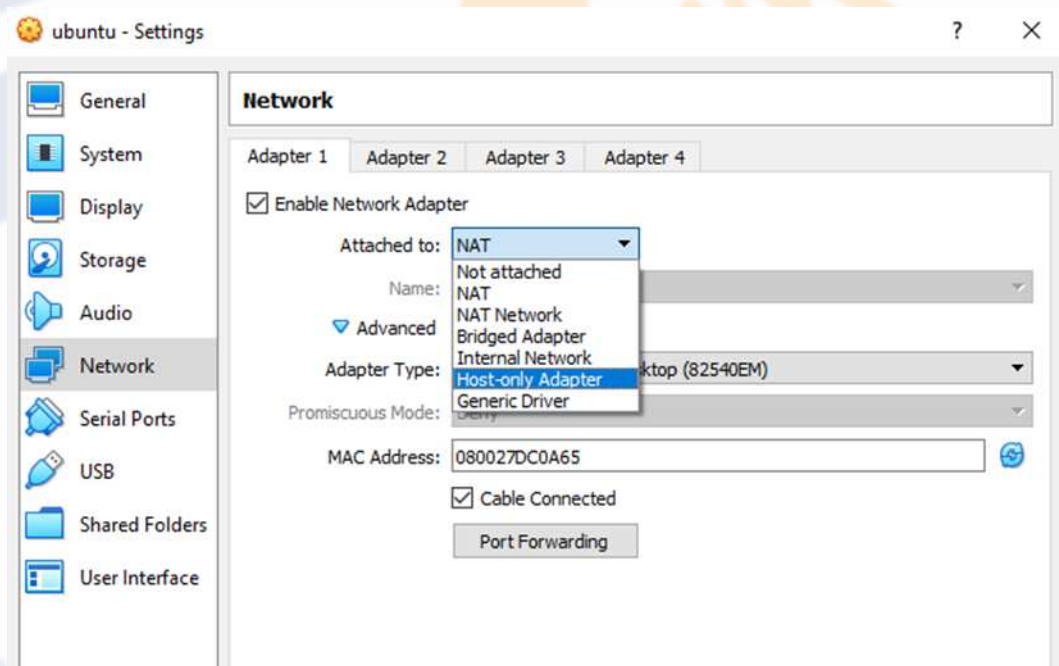 ubuntu - Settings ? ×
General
System
Display
Storage
Audio
Network
Serial Ports
USB
Shared Folders
User Interface
Network
Adapter 1 Adapter 2 Adapter 3 Adapter 4
Enable Network Adapter
Attached to: NAT
Not attached
NAT
NAT Network
Bridged Adapter
Internal Network
Host-only Adapter
Generic Driver
Name:
Advanced
Adapter Type: ktop (82540EM)
Promiscuous Mode:
MAC Address: 080027DC0A65
Cable Connected
Port Forwarding